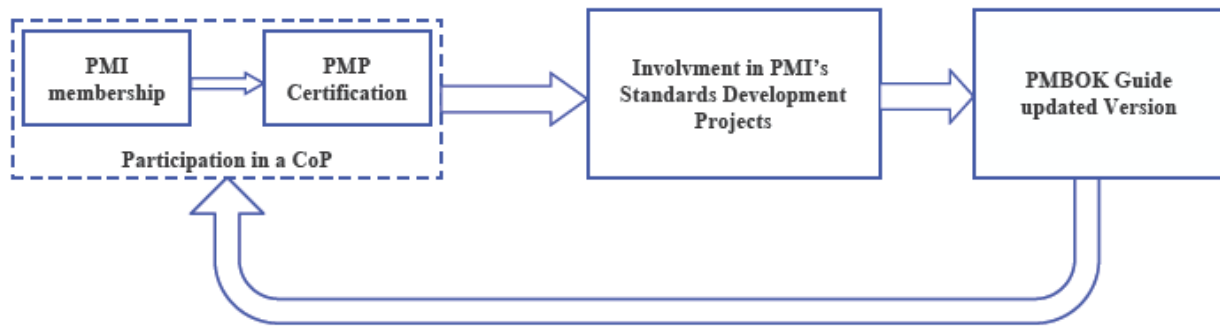 PMI
membership
PMP
Certification
Participation in a CoP
Involvment in PMI's
Standards Development
Projects
PMBOK Guide
updated Version